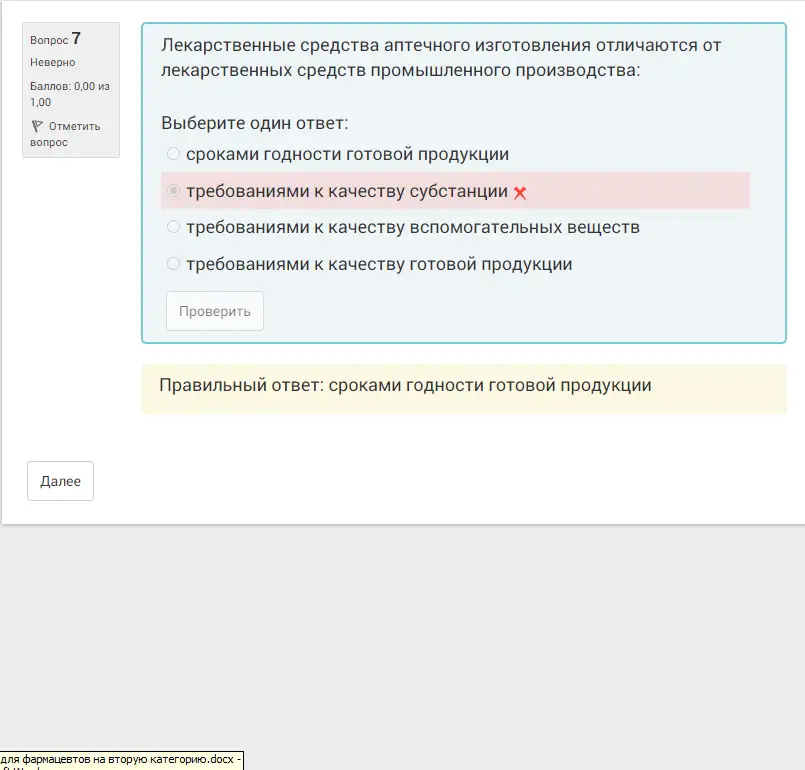 Вопрос 7
Неверно
Баллов: 0,00 из
1,00
Отметить
вопрос
Лекарственные средства аптечного изготовления отличаются от
лекарственных средств промышленного производства:
Выберите один ответ:
сроками годности готовой продукции
требованиями к качеству субстанции
требованиями к качеству вспомогательных веществ
требованиями к качеству готовой продукции
Проверить
Правильный ответ: сроками годности готовой продукции
Далее
для фармацевтов на вторую категорию.docx -